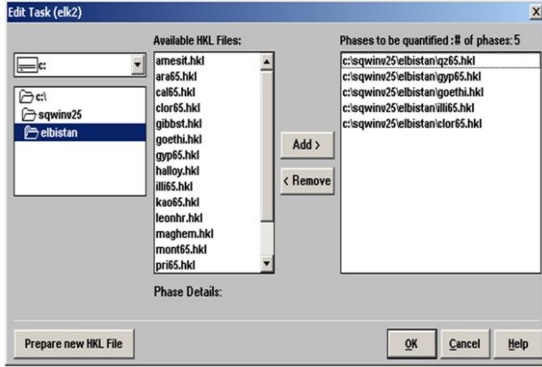 Edit Task (elk2)
Available HKL Files:
Phases to be quantified :# of phases: 5
c:
c:\
sqwinv25
elbistan
amesit.hkl
ara65.hkl
cal65.hkl
clor65.hkl
gibbst.hkl
goethi.hkl
gyp65.hkl
halloy.hkl
illi65.hkl
kao65.hkl
leonhr.hkl
maghem.hkl
mont65.hkl
pri65.hkl
Add >
< Remove
c:\sqwinv25\elbistan\qz65.hkl
c:\sqwinv25\elbistan\gyp65.hkl
c:\sqwinv25\elbistan\goethi.hkl
c:\sqwinv25\elbistan\illi65.hkl
c:\sqwinv25\elbistan\clor65.hkl
Phase Details:
Prepare new HKL File
OK
Cancel
Help